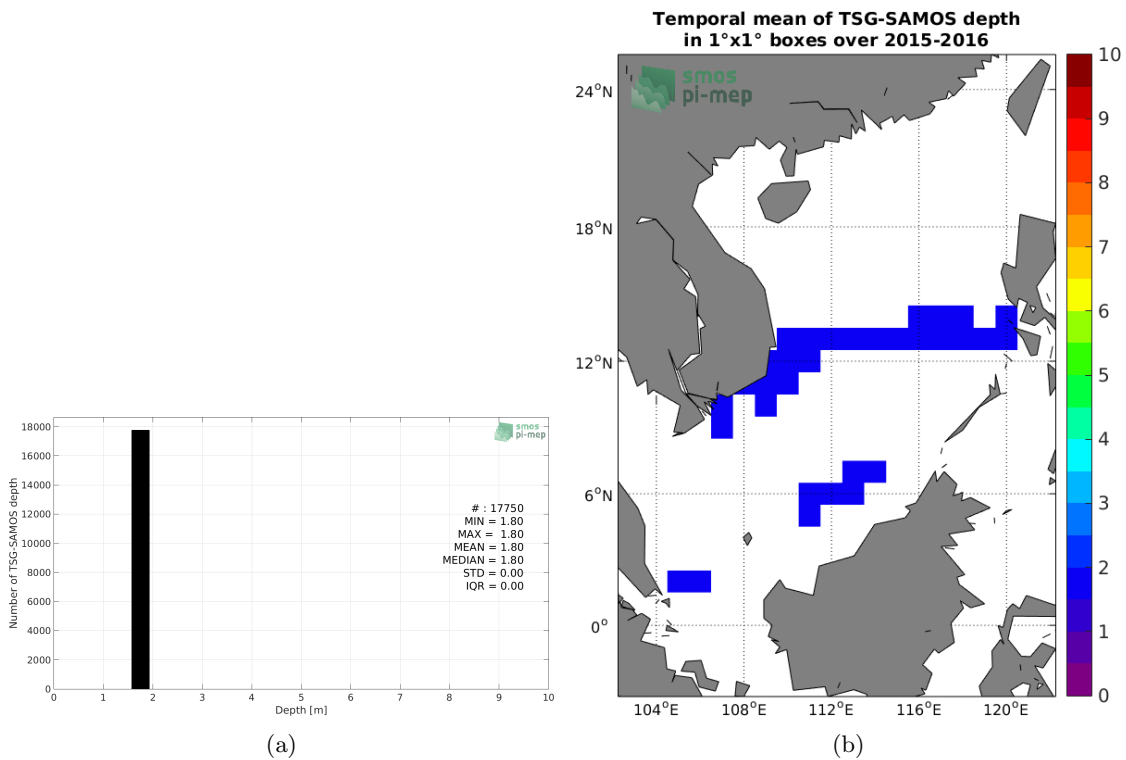 Temporal mean of TSG-SAMOS depth
in 1°x1° boxes over 2015-2016
smos
pi-mep
24°N
18°N
12°N
6°N
0°
104°E
108°E
112°E
116°E
120°E
10
9
8
7
6
5
4
3
2
1
0
(b)
smos
pi-mep
18000
16000
14000
12000
10000
8000
6000
4000
2000
0
Number of TSG-SAMOS depth
# : 17750
MIN = 1.80
MAX = 1.80
MEAN = 1.80
MEDIAN = 1.80
STD = 0.00
IQR = 0.00
0 1 2 3 4 5 6 7 8 9 10
Depth [m]
(a)